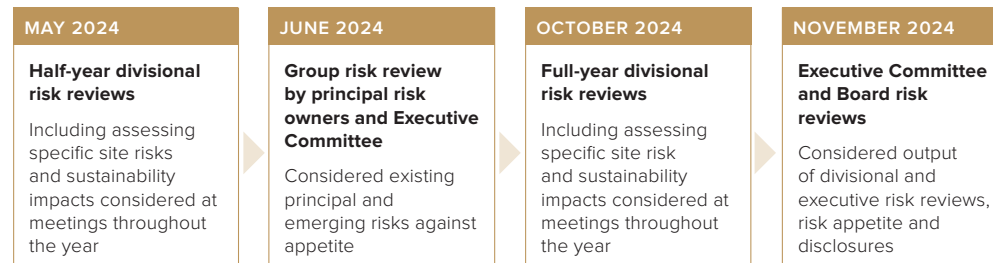 MAY 2024
Half-year divisional
risk reviews
Including assessing
specific site risks
and sustainability
impacts considered at
meetings throughout
the year
JUNE 2024
Group risk review
by principal risk
owners and Executive
Committee
Considered existing
principal and
emerging risks against
appetite
OCTOBER 2024
Full-year divisional
risk reviews
Including assessing
specific site risk
and sustainability
impacts considered at
meetings throughout
the year
NOVEMBER 2024
Executive Committee
and Board risk
reviews
Considered output
of divisional and
executive risk reviews,
risk appetite and
disclosures